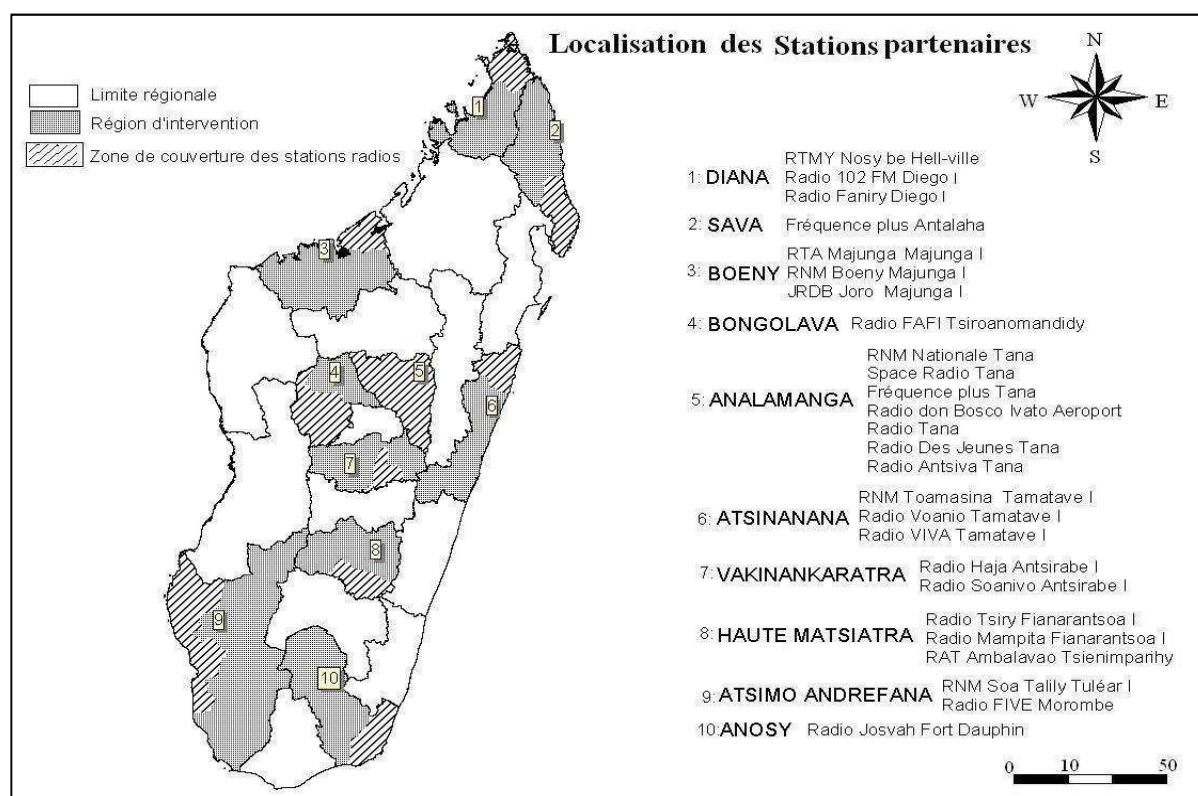 Localisation des Stations partenaires
Limite régionale
Région d'intervention
Zone de couverture des stations radios
N
W E
S
1
2
3
4
5
6
7
8
9
10
1: DIANA
RTMY Nosy be Hell-ville
Radio 102 FM Diego I
Radio Faniry Diego I
2: SAVA Fréquence plus Antalaha
3: BOENY
RTA Majunga Majunga I
RNM Boeny Majunga I
JRDB Joro Majunga I
4: BONGOLAVA Radio FAFI Tsiroanomandidy
5: ANALAMANGA
RNM Nationale Tana
Space Radio Tana
Fréquence plus Tana
Radio don Bosco Ivato Aeroport
Radio Tana
Radio Des Jeunes Tana
Radio Antsiva Tana
6: ATSINANANA
RNM Toamasina Tamatave I
Radio Voanio Tamatave I
Radio VIVA Tamatave I
7: VAKINANKARATRA
Radio Haja Antsirabe I
Radio Soanivo Antsirabe I
8: HAUTE MATSIATRA
Radio Tsiry Fianarantsoa I
Radio Mampita Fianarantsoa I
RAT Ambalavao Tsienimparihy
9: ATSIMO ANDREFANA
RNM Soa Talily Tuléar I
Radio FIVE Morombe
10: ANOSY Radio Josvah Fort Dauphin
0 10 50